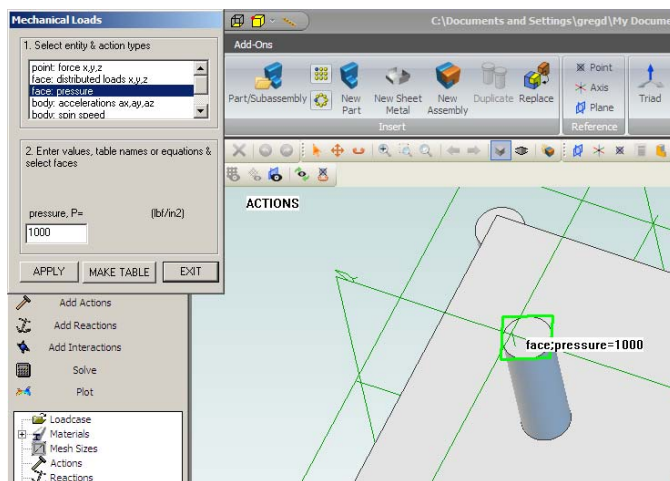 Mechanical Loads
1. Select entity & action types
point: force x,y,z
face: distributed loads x,y,z
face: pressure
body: accelerations ax,ay,az
body: spin speed
2. Enter values, table names or equations &
select faces
pressure, P= (lbf/in2)
1000
APPLY MAKE TABLE EXIT
Add Actions
Add Reactions
Add Interactions
Solve
Plot
Loadcase
Materials
Mesh Sizes
Actions
Reactions
C:\Documents and Settings\gregd\My Docume
Add-Ons
Part/Subassembly
New
Part
New Sheet
Metal
New
Assembly
Duplicate
Replace
Insert
Point
Axis
Plane
Reference
Triad
ACTIONS
face;pressure=1000